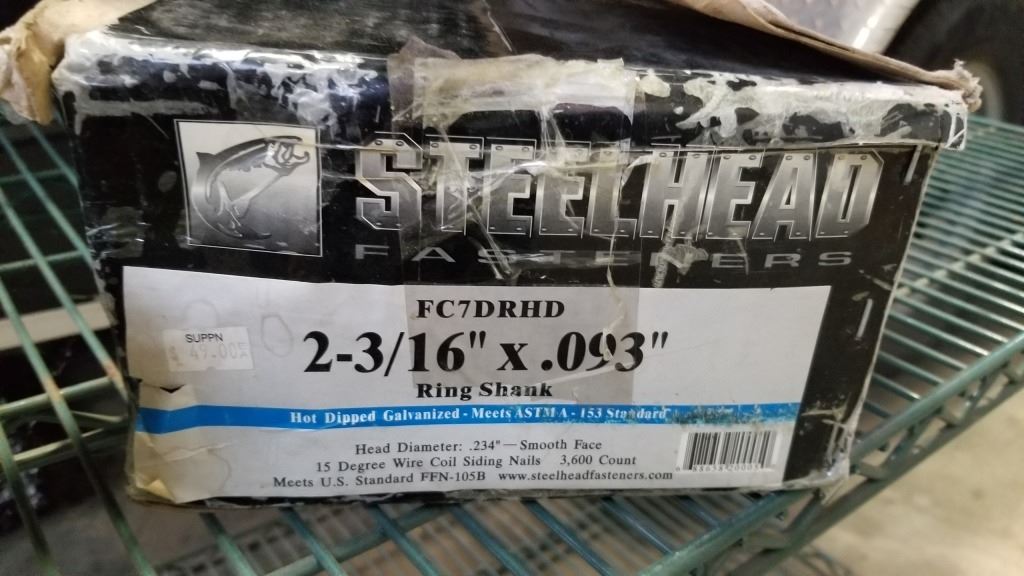 STEELHEAD
FASTENERS
FC7DRHD
2-3/16" x .093"
Ring Shank
SUPPN
$ 49.00
Hot Dipped Galvanized - Meets ASTM A - 153 Standard
Head Diameter: .234" — Smooth Face
15 Degree Wire Coil Siding Nails 3,600 Count
Meets U.S. Standard FFN-105B www.steelheadfasteners.com